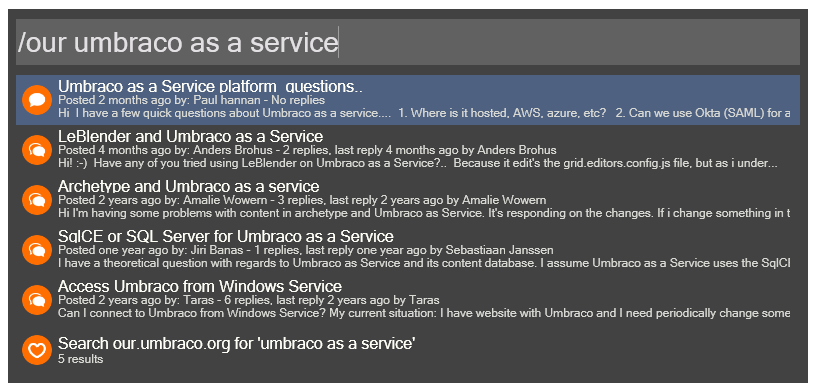 /our umbraco as a service
Umbraco as a Service platform questions..
Posted 2 months ago by: Paul hannan - No replies
Hi I have a few quick questions about Umbraco as a service.... 1. Where is it hosted, AWS, azure, etc? 2. Can we use Okta (SAML) for a
LeBlender and Umbraco as a Service
Posted 4 months ago by: Anders Brohus - 2 replies, last reply 4 months ago by Anders Brohus
Hi! :-) Have any of you tried using LeBlender on Umbraco as a Service?.. Because it edit's the grid.editors.config.js file, but as i under...
Archetype and Umbraco as a service
Posted 2 years ago by: Amalie Wowern - 3 replies, last reply 2 years ago by Amalie Wowern
Hi I'm having some problems with content in archetype and Umbraco as Service. It's responding on the changes. If i change something in t
SqlCE or SQL Server for Umbraco as a Service
Posted one year ago by: Jiri Banas - 1 replies, last reply one year ago by Sebastiaan Janssen
I have a theoretical question with regards to Umbraco as Service and its content database. I assume Umbraco as a Service uses the SqlCE
Access Umbraco from Windows Service
Posted 2 years ago by: Taras - 6 replies, last reply 2 years ago by Taras
Can I connect to Umbraco from Windows Service? My current situation: I have website with Umbraco and I need periodically change some
Search our.umbraco.org for 'umbraco as a service'
5 results